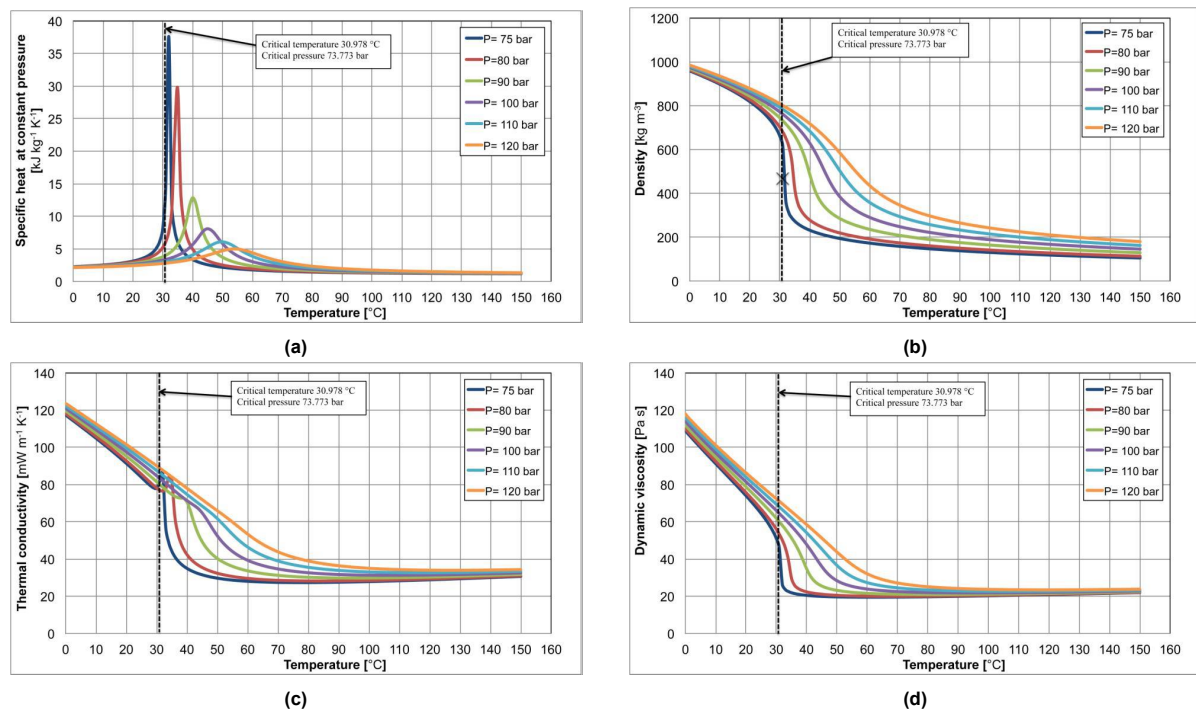 Specific heat at constant pressure
[kJ kg-1 K-1]
40
35
30
25
20
15
10
5
0
0 10 20 30 40 50 60 70 80 90 100 110 120 130 140 150 160
Temperature [°C]
Critical temperature 30.978 °C
Critical pressure 73.773 bar
P= 75 bar
P=80 bar
P=90 bar
P= 100 bar
P= 110 bar
P= 120 bar
(a)
Density [kg m-3]
1200
1000
800
600
400
200
0
0 10 20 30 40 50 60 70 80 90 100 110 120 130 140 150 160
Temperature [°C]
Critical temperature 30.978 °C
Critical pressure 73.773 bar
P= 75 bar
P=80 bar
P=90 bar
P= 100 bar
P= 110 bar
P= 120 bar
(b)
Thermal conductivity [mW m-1 K-1]
140
120
100
80
60
40
20
0
0 10 20 30 40 50 60 70 80 90 100 110 120 130 140 150 160
Temperature [°C]
Critical temperature 30.978 °C
Critical pressure 73.773 bar
P= 75 bar
P=80 bar
P=90 bar
P= 100 bar
P= 110 bar
P= 120 bar
(c)
Dynamic viscosity [Pa s]
140
120
100
80
60
40
20
0
0 10 20 30 40 50 60 70 80 90 100 110 120 130 140 150 160
Temperature [°C]
Critical temperature 30.978 °C
Critical pressure 73.773 bar
P= 75 bar
P=80 bar
P=90 bar
P= 100 bar
P= 110 bar
P= 120 bar
(d)